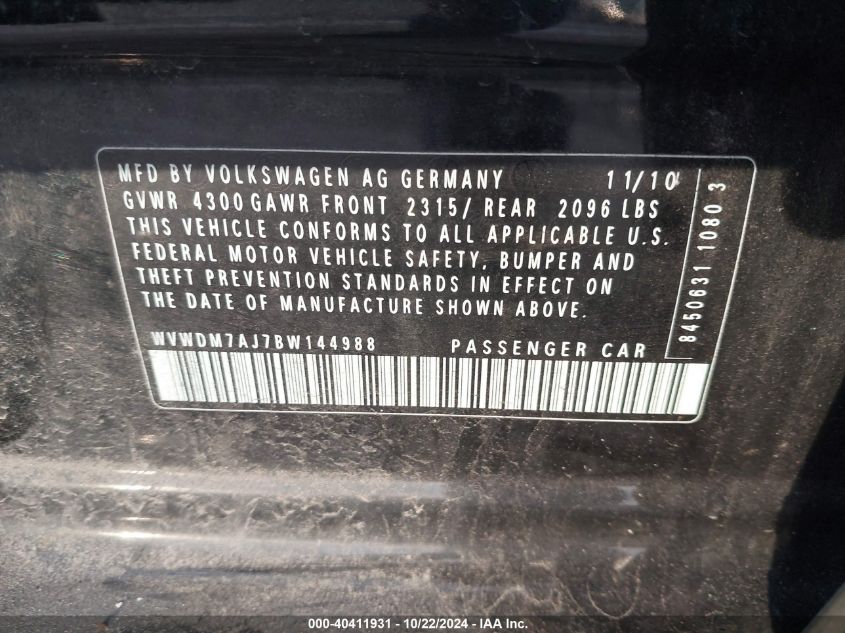 MFD BY VOLKSWAGEN AG GERMANY 11/10
GVWR 4300 GAWR FRONT 2315/ REAR 2096 LBS
THIS VEHICLE CONFORMS TO ALL APPLICABLE U.S.
FEDERAL MOTOR VEHICLE SAFETY, BUMPER AND
THEFT PREVENTION STANDARDS IN EFFECT ON
THE DATE OF MANUFACTURE SHOWN ABOVE.
WVWDM7AJ7BW144988 PASSENGER CAR
8450631 1080 3
000-40411931 - 10/22/2024 - IAA, Inc.